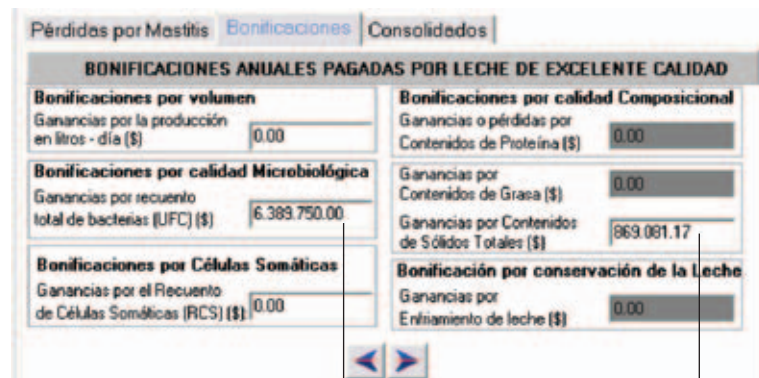 Pérdidas por Mastitis Bonificaciones Consolidados
BONIFICACIONES ANUALES PAGADAS POR LECHE DE EXCELENTE CALIDAD
Bonificaciones por volumen
Ganancias por la producción
en litros - día ($) 0.00
Bonificaciones por calidad Microbiológica
Ganancias por recuento
total de bacterias (UFC) ($) 6.389.750.00
Bonificaciones por Células Somáticas
Ganancias por el Recuento
de Células Somáticas (RCS) ($) 0.00
Bonificaciones por calidad Composicional
Ganancias o pérdidas por
Contenidos de Proteína ($) 0.00
Ganancias por
Contenidos de Grasa ($) 0.00
Ganancias por Contenidos
de Sólidos Totales ($) 869.081.17
Bonificación por conservación de la Leche
Ganancias por
Enfriamiento de leche ($) 0.00